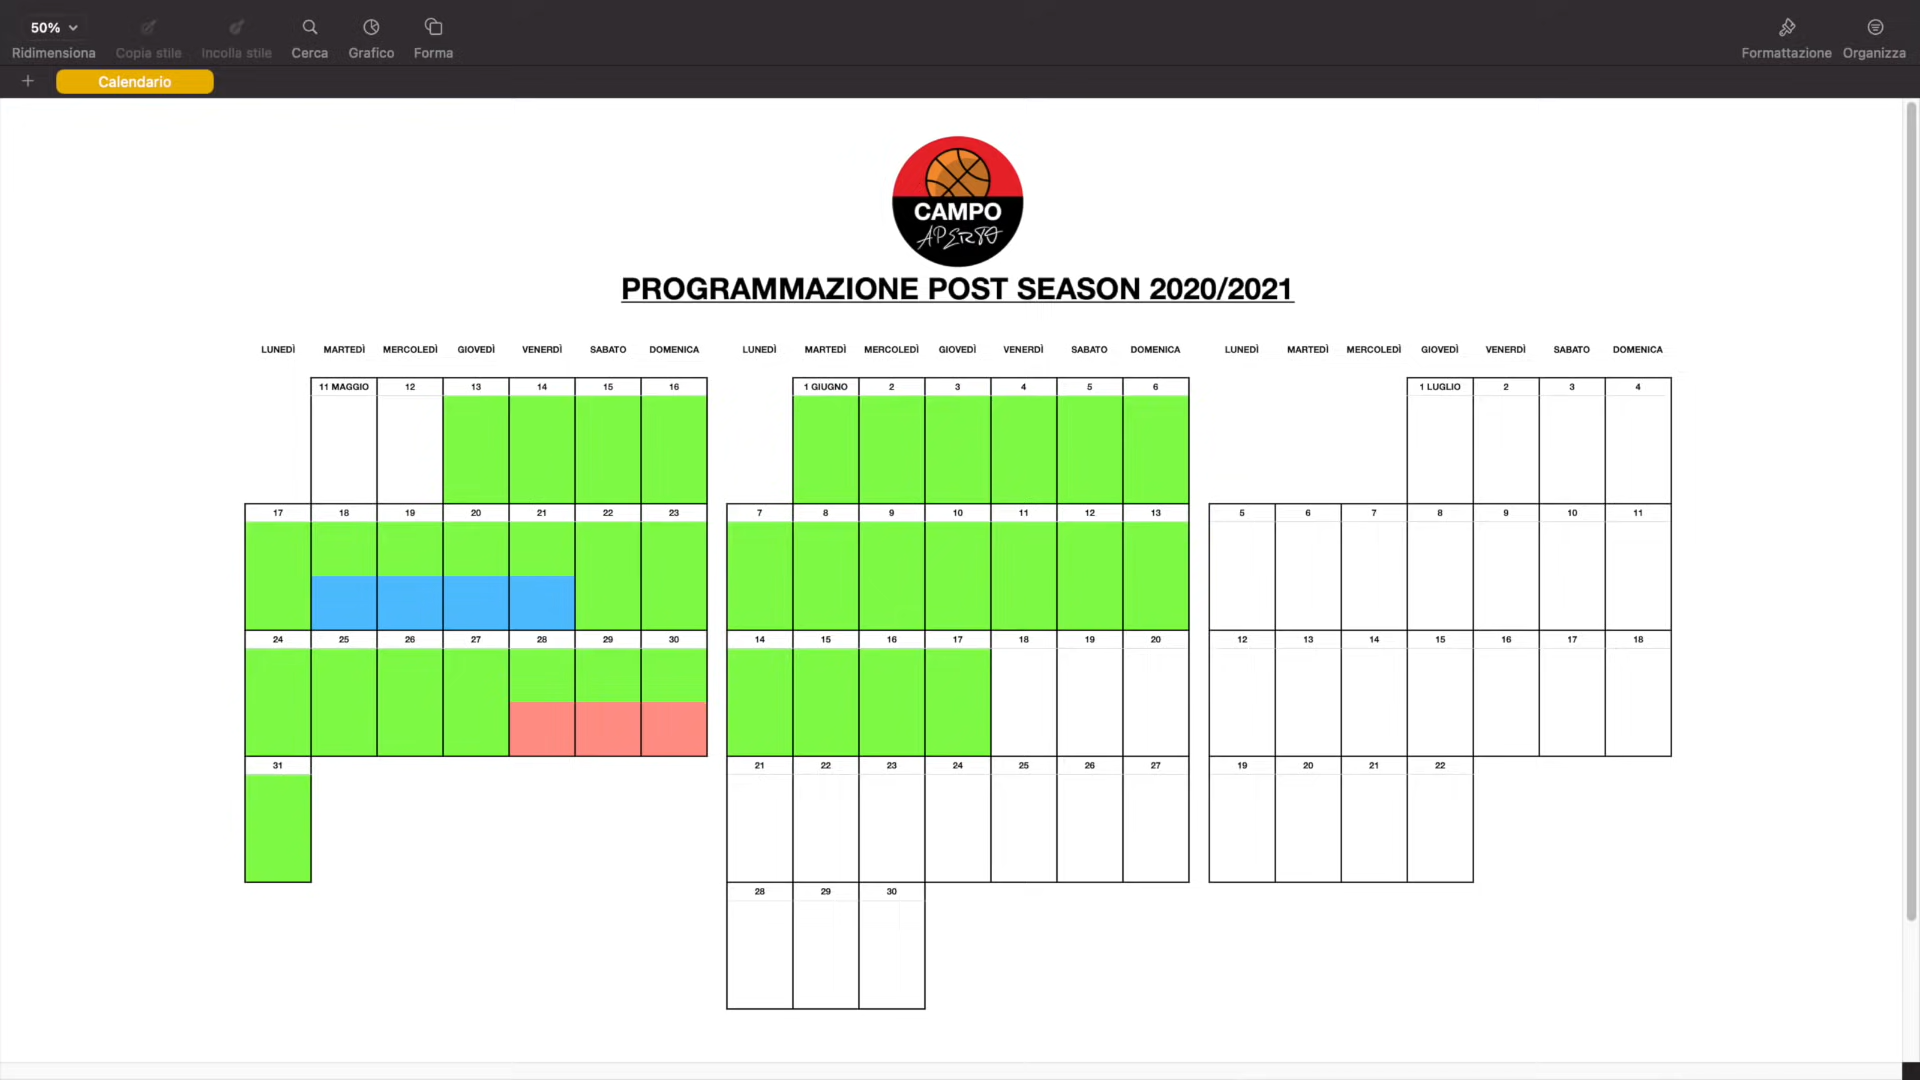 50%
Ridimensiona Copia stile Incolla stile Cerca Grafico Forma Formattazione Organizza
Calendario
CAMPO
APERTO
PROGRAMMAZIONE POST SEASON 2020/2021
LUNEDÌ MARTEDÌ MERCOLEDÌ GIOVEDÌ VENERDÌ SABATO DOMENICA
11 MAGGIO 12 13 14 15 16
17 18 19 20 21 22 23
24 25 26 27 28 29 30
31
LUNEDÌ MARTEDÌ MERCOLEDÌ GIOVEDÌ VENERDÌ SABATO DOMENICA
1 GIUGNO 2 3 4 5 6
7 8 9 10 11 12 13
14 15 16 17 18 19 20
21 22 23 24 25 26 27
28 29 30
LUNEDÌ MARTEDÌ MERCOLEDÌ GIOVEDÌ VENERDÌ SABATO DOMENICA
1 LUGLIO 2 3 4
5 6 7 8 9 10 11
12 13 14 15 16 17 18
19 20 21 22